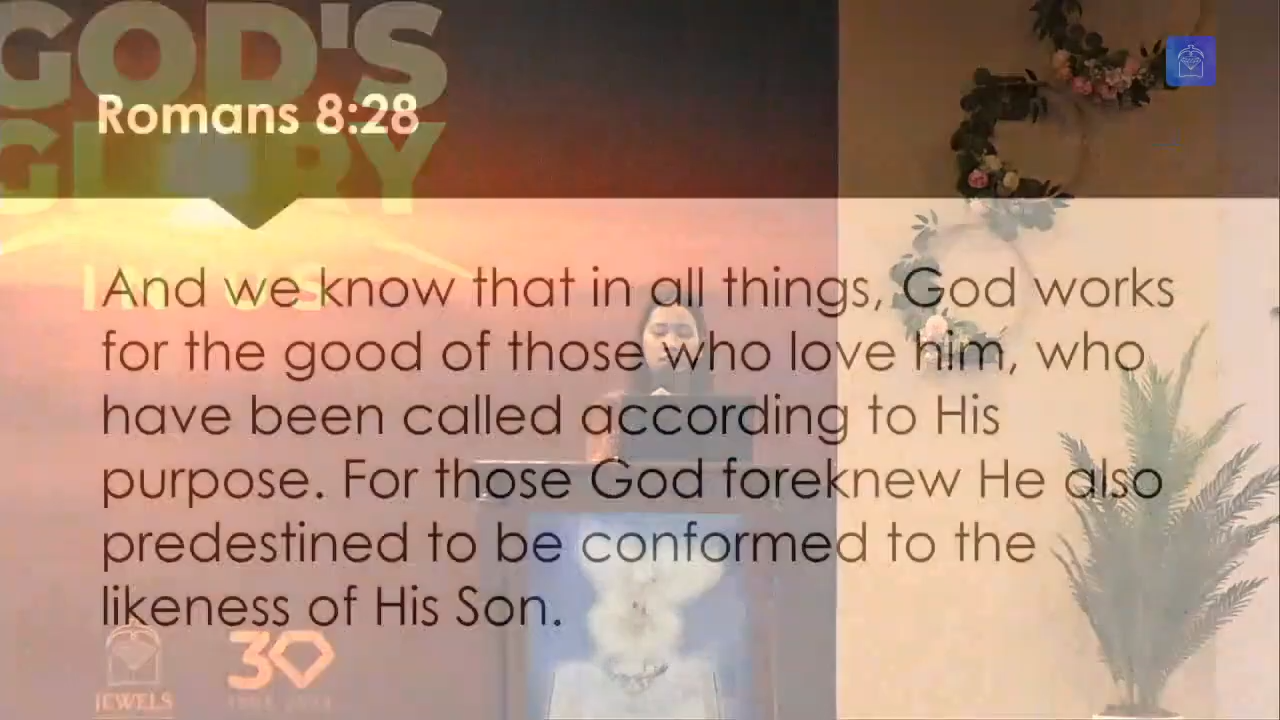 GOD'S
GLORY
Romans 8:28
And we know that in all things, God works
for the good of those who love him, who
have been called according to His
purpose. For those God foreknew He also
predestined to be conformed to the
likeness of His Son.
30
JEWELS